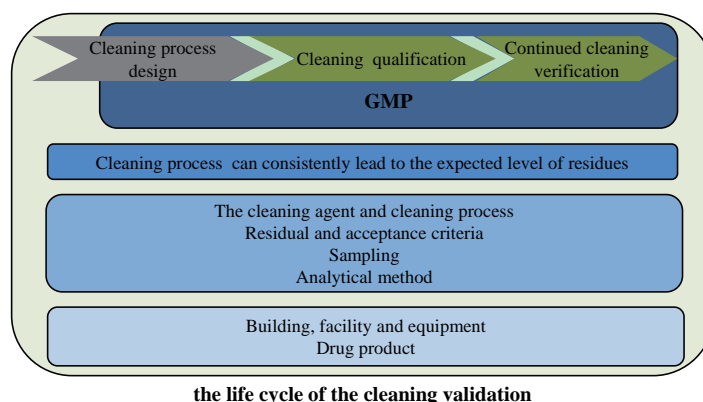 Cleaning process
design
Cleaning qualification
Continued cleaning
verification
GMP
Cleaning process can consistently lead to the expected level of residues
The cleaning agent and cleaning process
Residual and acceptance criteria
Sampling
Analytical method
Building, facility and equipment
Drug product
the life cycle of the cleaning validation